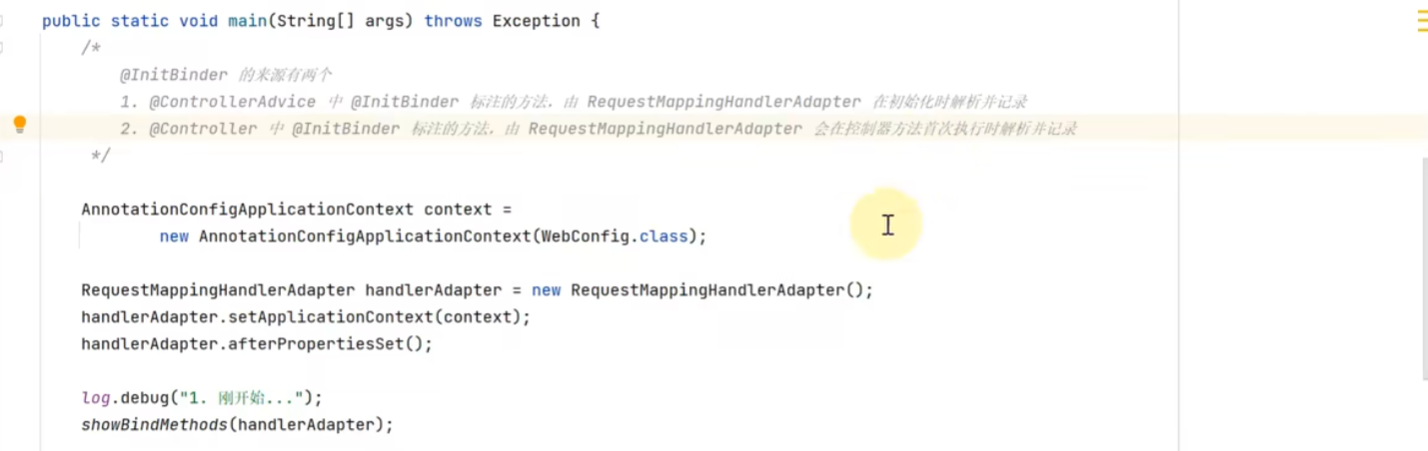 public static void main(String[] args) throws Exception {
/*
@InitBinder 的来源有两个
1. @ControllerAdvice 中 @InitBinder 标注的方法，由 RequestMappingHandlerAdapter 在初始化时解析并记录
2. @Controller 中 @InitBinder 标注的方法，由 RequestMappingHandlerAdapter 会在控制器方法首次执行时解析并记录
*/
AnnotationConfigApplicationContext context =
new AnnotationConfigApplicationContext(WebConfig.class);
RequestMappingHandlerAdapter handlerAdapter = new RequestMappingHandlerAdapter();
handlerAdapter.setApplicationContext(context);
handlerAdapter.afterPropertiesSet();
log.debug("1. 刚开始...");
showBindMethods(handlerAdapter);